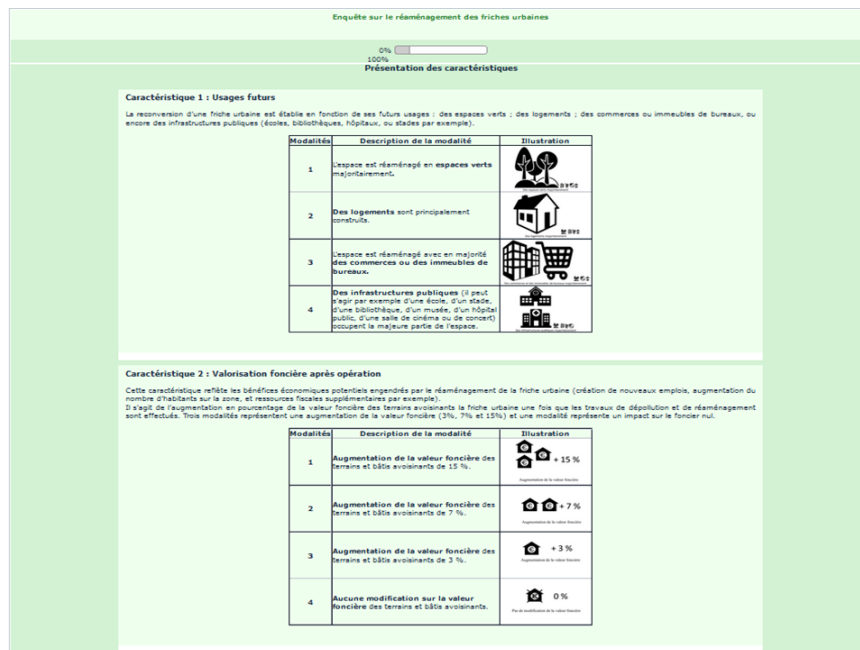 Enquête sur le réaménagement des friches urbaines
0%
100%
Présentation des caractéristiques
Caractéristique 1 : Usages futurs
La reconversion d'une friche urbaine est établie en fonction de ses futurs usages : des espaces verts ; des logements ; des commerces ou immeubles de bureaux, ou
encore des infrastructures publiques (écoles, bibliothèques, hôpitaux, ou stades par exemple).
Modalités Description de la modalité Illustration
1 L'espace est réaménagé en espaces verts
majoritairement.
2 Des logements sont principalement
construits.
3 L'espace est réaménagé avec en majorité
des commerces ou des immeubles de
bureaux.
4 Des infrastructures publiques (il peut
s'agir par exemple d'une école, d'un stade,
d'une bibliothèque, d'un musée, d'un hôpital
public, d'une salle de cinéma ou de concert)
occupent la majeure partie de l'espace.
Caractéristique 2 : Valorisation foncière après opération
Cette caractéristique reflète les bénéfices économiques potentiels engendrés par le réaménagement de la friche urbaine (création de nouveaux emplois, augmentation du
nombre d'habitants sur la zone, et ressources fiscales supplémentaires par exemple).
Il s'agit de l'augmentation en pourcentage de la valeur foncière des terrains avoisinants la friche urbaine une fois que les travaux de dépollution et de réaménagement
sont effectués. Trois modalités représentent une augmentation de la valeur foncière (3%, 7% et 15%) et une modalité représente un impact sur le foncier nul.
Modalités Description de la modalité Illustration
1 Augmentation de la valeur foncière des
terrains et bâtis avoisinants de 15 %.
+ 15 %
Augmentation de la valeur foncière
2 Augmentation de la valeur foncière des
terrains et bâtis avoisinants de 7 %.
+ 7 %
Augmentation de la valeur foncière
3 Augmentation de la valeur foncière des
terrains et bâtis avoisinants de 3 %.
+ 3 %
Augmentation de la valeur foncière
4 Aucune modification sur la valeur
foncière des terrains et bâtis avoisinants.
0 %
Pas de modification de la valeur foncière